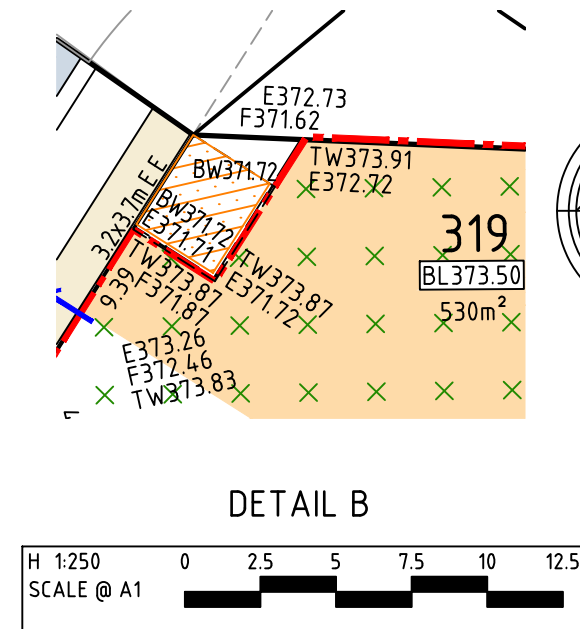 E372.73
F371.62
TW373.91
E372.72
BW371.72
BW371.72
E371.71
3.2x3.7m E E
TW373.87
F371.87
9.39
TW373.87
E371.72
319
BL373.50
530m²
E373.26
F372.46
TW373.83
DETAIL B
H 1:250
SCALE @ A1
0 2.5 5 7.5 10 12.5